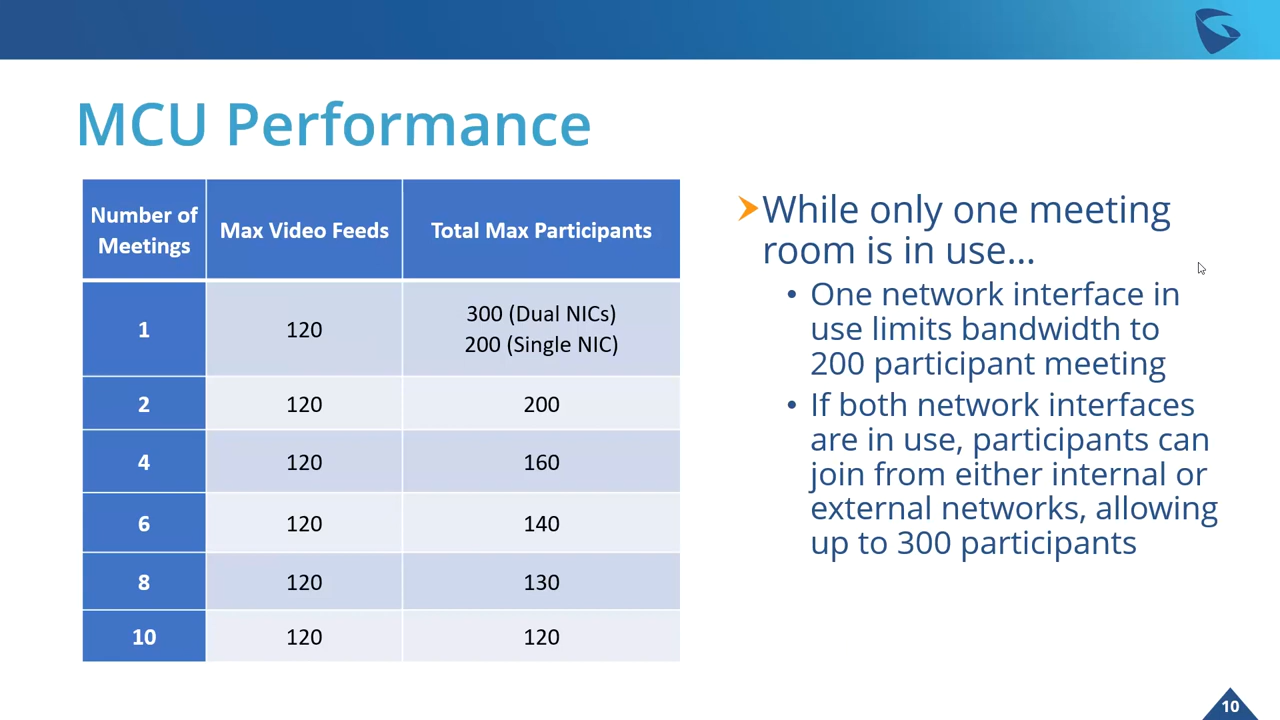 MCU Performance
Number of
Meetings
Max Video Feeds
Total Max Participants
1
120
300 (Dual NICs)
200 (Single NIC)
2
120
200
4
120
160
6
120
140
8
120
130
10
120
120
While only one meeting
room is in use…
• One network interface in
use limits bandwidth to
200 participant meeting
• If both network interfaces
are in use, participants can
join from either internal or
external networks, allowing
up to 300 participants
10